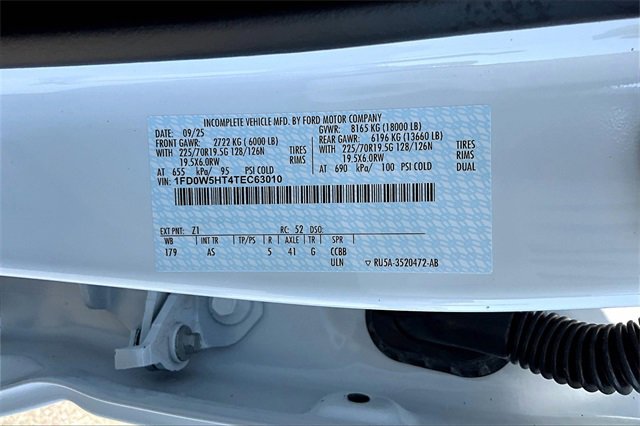 INCOMPLETE VEHICLE MFD. BY FORD MOTOR COMPANY
DATE: 09/25 GVWR: 8165 KG (18000 LB)
FRONT GAWR: 2722 KG ( 6000 LB) REAR GAWR: 6196 KG (13660 LB)
WITH 225/70R19.5G 128/126N TIRES WITH 225/70R19.5G 128/126N TIRES
19.5X6.0RW RIMS 19.5X6.0RW RIMS
AT 655 kPa/ 95 PSI COLD AT 690 kPa/ 100 PSI COLD DUAL
VIN: 1FD0W5HT4TEC63010
EXT PNT: Z1 RC: 52 DSO:
WB INT TR TP/PS R AXLE TR SPR
179 AS 5 41 G CCBB
ULN ▽ RU5A-3520472-AB